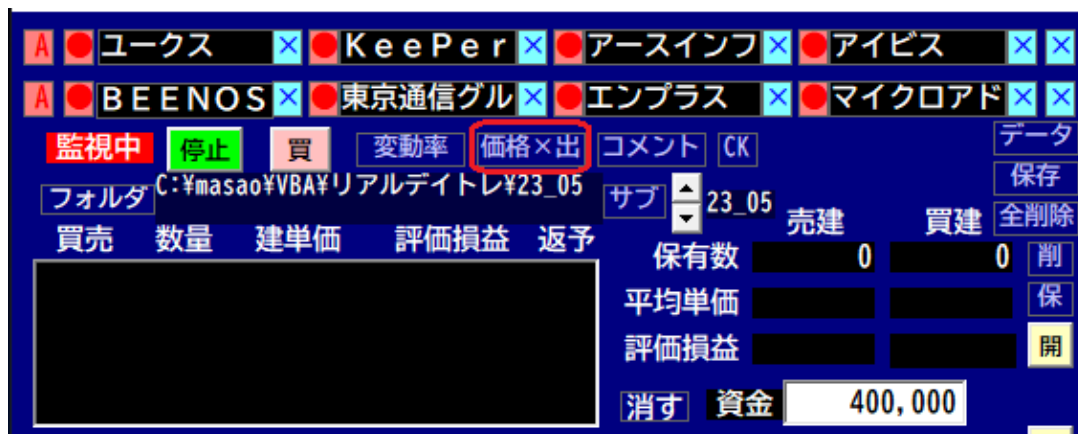 A ● ユークス × ● KeePer × ● アースインフ × ● アイビス × ×
A ● BEENOS × ● 東京通信グル × ● エンプラス × ● マイクロアド × ×
監視中 停止 買 変動率 価格×出 コメント CK データ
フォルダ C:¥masao¥VBA¥リアルデイトレ¥23_05 サブ 23_05 保存
売建 買建 全削除
買売 数量 建単価 評価損益 返予
保有数 0 0 削
平均単価 保
評価損益 開
消す 資金 400,000